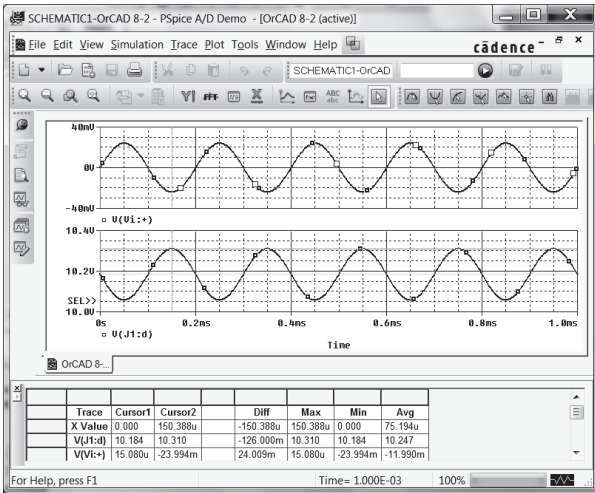 SCHEMATIC1-OrCAD 8-2 - PSpice A/D Demo - [OrCAD 8-2 (active)]
File Edit View Simulation Trace Plot Tools Window Help
cādence
SCHEMATIC1-OrCAD
ABC
abc
40mV
0V
-40mV
V(Vi:+)
10.4V
10.2V
SEL>>
10.0V
0s 0.2ms 0.4ms 0.6ms 0.8ms 1.0ms
V(J1:d)
Time
OrCAD 8-...
Trace Cursor1 Cursor2 Diff Max Min Avg
X Value 0.000 150.388u -150.388u 150.388u 0.000 75.194u
V(J1:d) 10.184 10.310 -126.000m 10.310 10.184 10.247
V(Vi:+) 15.080u -23.994m 24.009m 15.080u -23.994m -11.990m
For Help, press F1 Time= 1.000E-03 100%